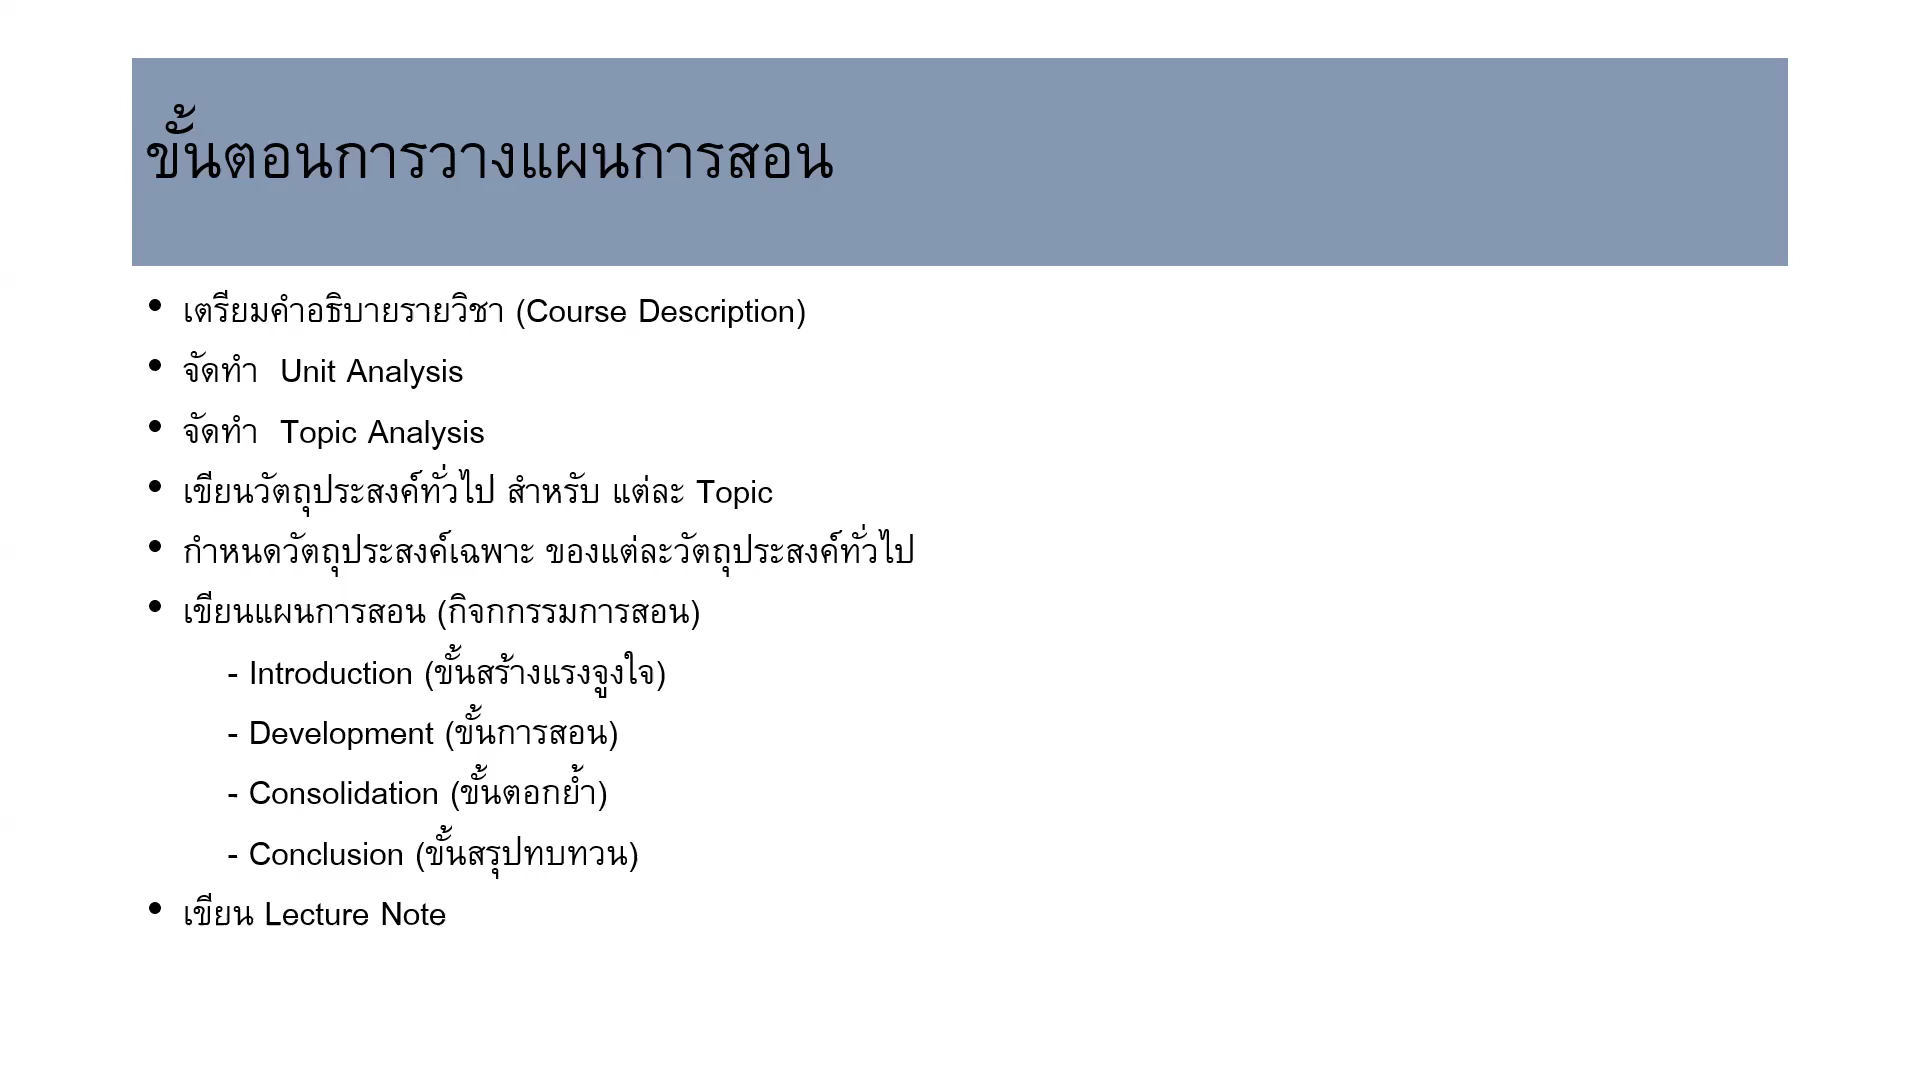 ขั้นตอนการวางแผนการสอน
• เตรียมคำอธิบายรายวิชา (Course Description)
• จัดทำ  Unit Analysis
• จัดทำ  Topic Analysis
• เขียนวัตถุประสงค์ทั่วไป สำหรับ แต่ละ Topic
• กำหนดวัตถุประสงค์เฉพาะ ของแต่ละวัตถุประสงค์ทั่วไป
• เขียนแผนการสอน (กิจกกรรมการสอน)
- Introduction (ขั้นสร้างแรงจูงใจ)
- Development (ขั้นการสอน)
- Consolidation (ขั้นตอกย้ำ)
- Conclusion (ขั้นสรุปทบทวน)
• เขียน Lecture Note